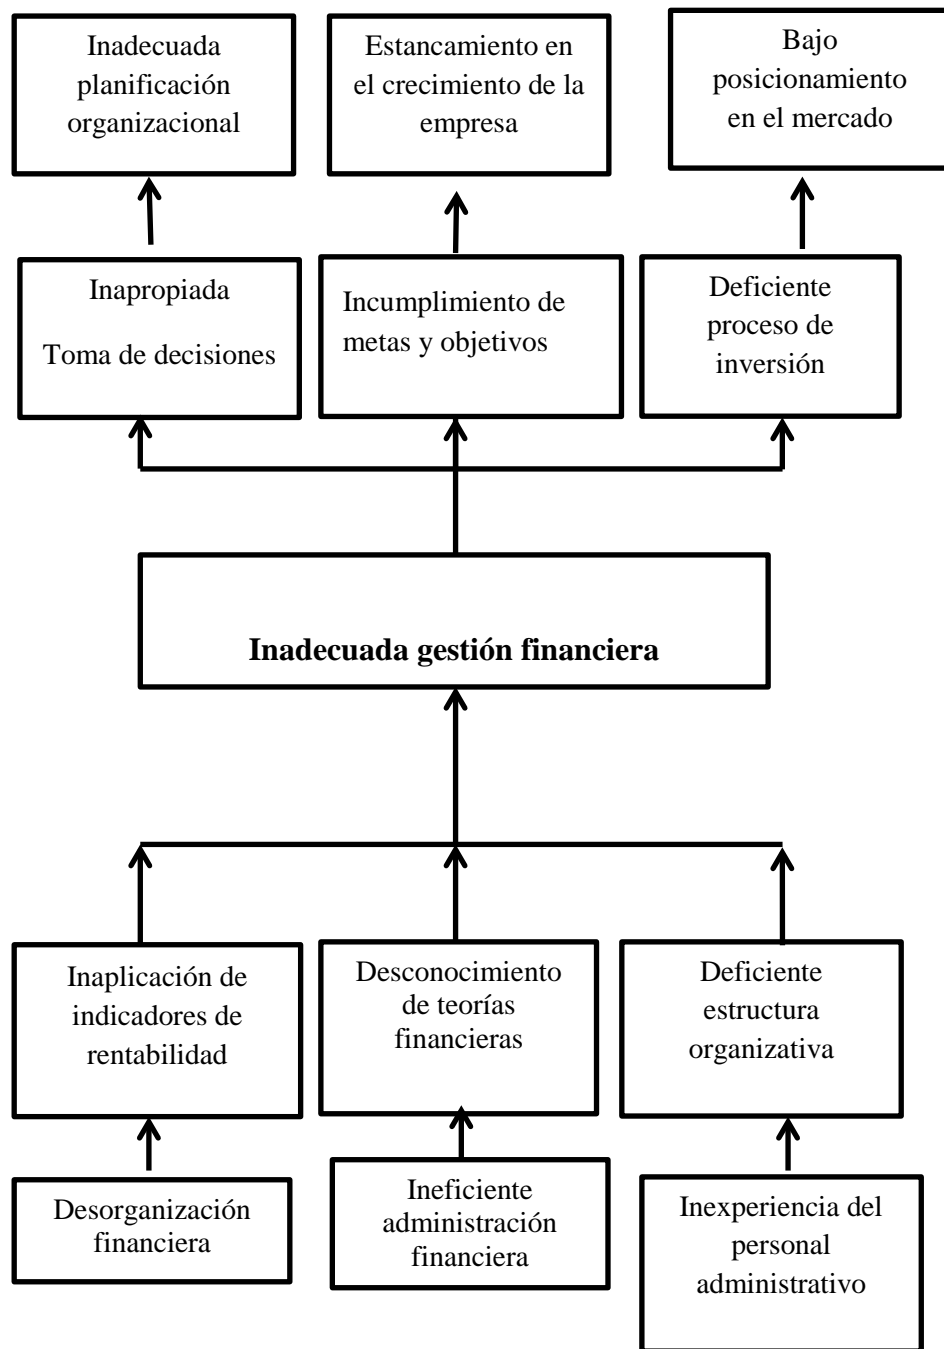 Inadecuada
planificación
organizacional
Estancamiento en
el crecimiento de la
empresa
Bajo
posicionamiento
en el mercado
Inapropiada
Toma de decisiones
Incumplimiento de
metas y objetivos
Deficiente
proceso de
inversión
Inadecuada gestión financiera
Inaplicación de
indicadores de
rentabilidad
Desconocimiento
de teorías
financieras
Deficiente
estructura
organizativa
Desorganización
financiera
Ineficiente
administración
financiera
Inexperiencia del
personal
administrativo